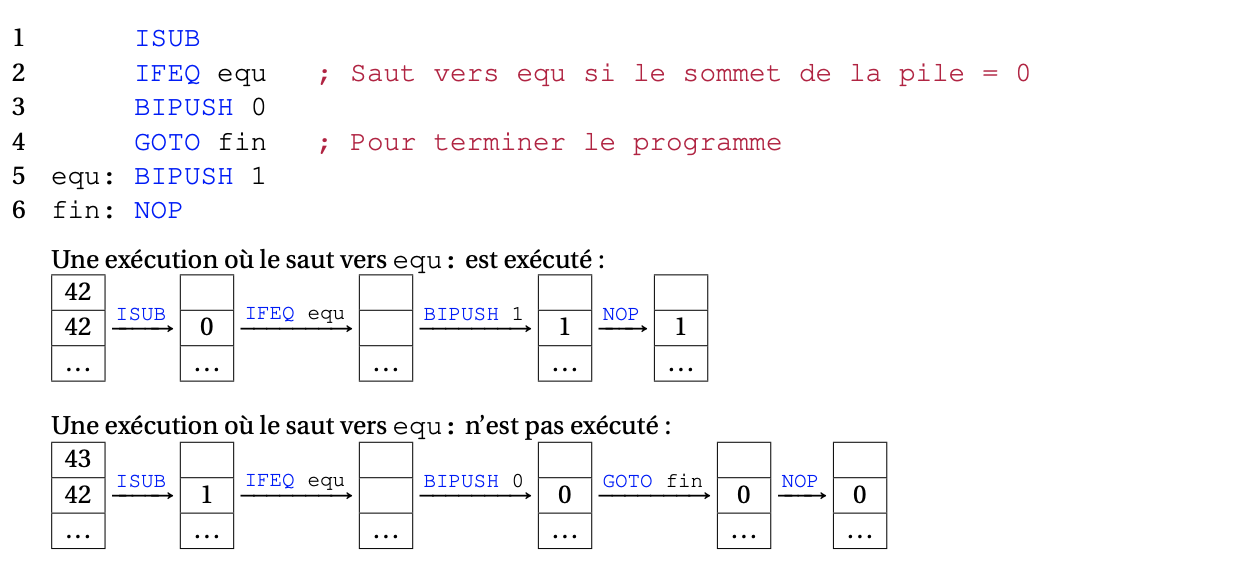 1 ISUB
2 IFEQ equ ; Saut vers equ si le sommet de la pile = 0
3 BIPUSH 0
4 GOTO fin ; Pour terminer le programme
5 equ: BIPUSH 1
6 fin: NOP
Une exécution où le saut vers equ: est exécuté :
42
ISUB IFEQ equ BIPUSH 1 NOP
42 0 1 1
... ... ... ... ...
Une exécution où le saut vers equ: n'est pas exécuté :
43
ISUB IFEQ equ BIPUSH 0 GOTO fin NOP
42 1 0 0 0
... ... ... ... ... ...